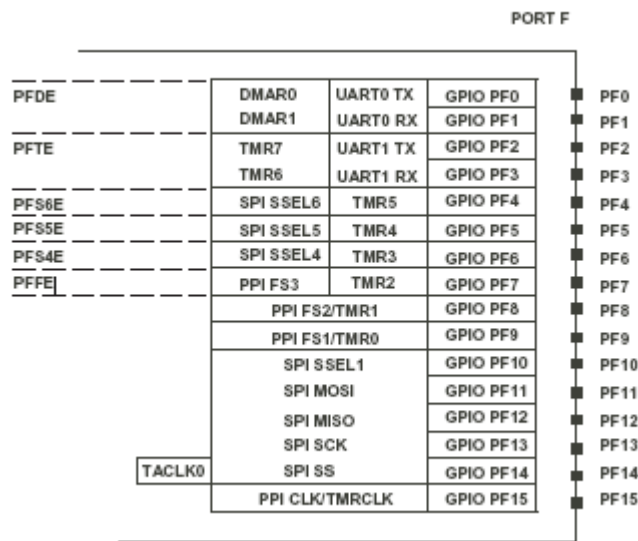 PORT F
PFDE DMAR0 UART0 TX GPIO PF0 PF0
DMAR1 UART0 RX GPIO PF1 PF1
PFTE TMR7 UART1 TX GPIO PF2 PF2
TMR6 UART1 RX GPIO PF3 PF3
PFS6E SPI SSEL6 TMR5 GPIO PF4 PF4
PFS5E SPI SSEL5 TMR4 GPIO PF5 PF5
PFS4E SPI SSEL4 TMR3 GPIO PF6 PF6
PFFE PPI FS3 TMR2 GPIO PF7 PF7
PPI FS2/TMR1 GPIO PF8 PF8
PPI FS1/TMR0 GPIO PF9 PF9
SPI SSEL1 GPIO PF10 PF10
SPI MOSI GPIO PF11 PF11
SPI MISO GPIO PF12 PF12
SPI SCK GPIO PF13 PF13
TACLK0 SPI SS GPIO PF14 PF14
PPI CLK/TMRCLK GPIO PF15 PF15